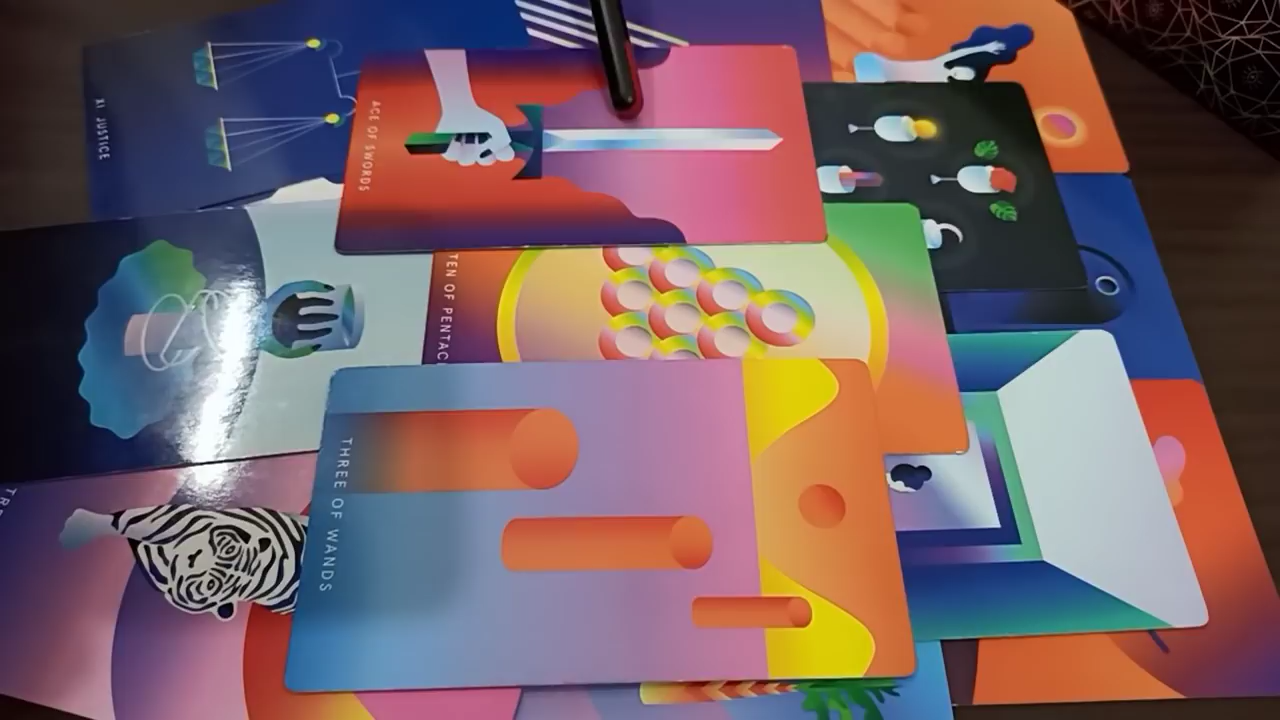 XI JUSTICE
ACE OF SWORDS
TEN OF PENTAC
THREE OF WANDS